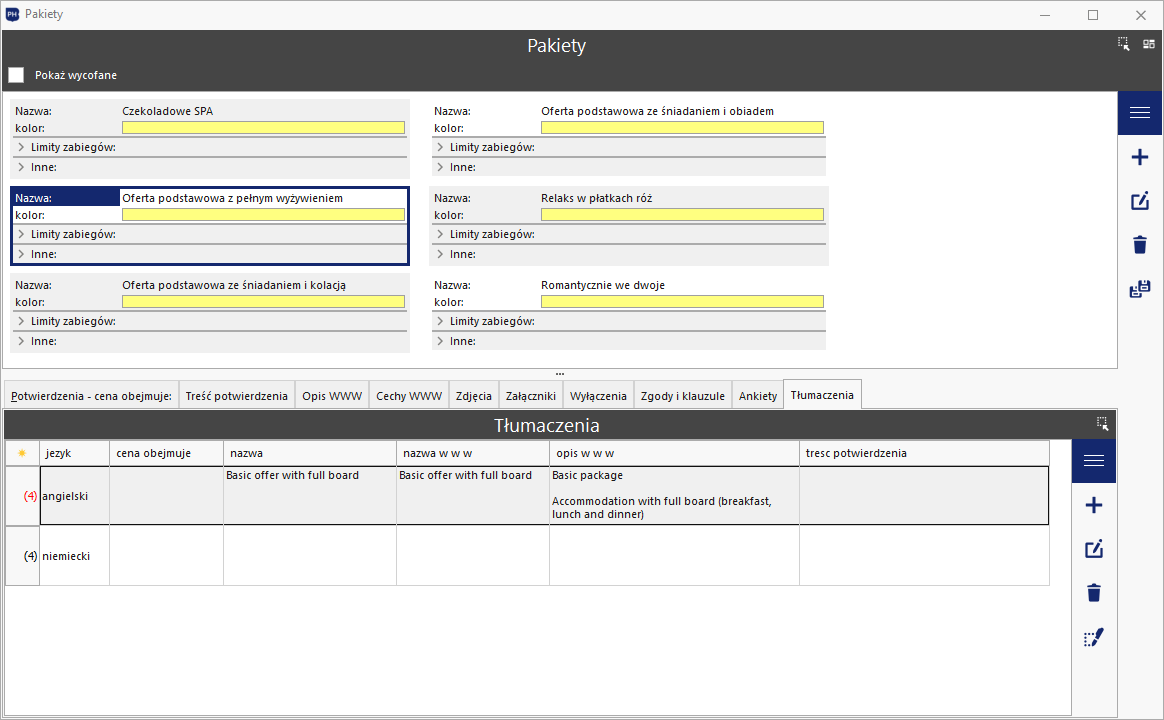 PH Pakiety
Pakiety
Pokaż wycofane
Nazwa: Czekoladowe SPA
kolor:
Limity zabiegów:
Inne:
Nazwa: Oferta podstawowa ze śniadaniem i obiadem
kolor:
Limity zabiegów:
Inne:
Nazwa: Oferta podstawowa z pełnym wyżywieniem
kolor:
Limity zabiegów:
Inne:
Nazwa: Relaks w płatkach róż
kolor:
Limity zabiegów:
Inne:
Nazwa: Oferta podstawowa ze śniadaniem i kolacją
kolor:
Limity zabiegów:
Inne:
Nazwa: Romantycznie we dwoje
kolor:
Limity zabiegów:
Inne:
Potwierdzenia - cena obejmuje: Treść potwierdzenia Opis WWW Cechy WWW Zdjęcia Załączniki Wyłączenia Zgody i klauzule Ankiety Tłumaczenia
Tłumaczenia
jezyk cena obejmuje nazwa nazwa w w w opis w w w tresc potwierdzenia
(4) angielski Basic offer with full board Basic offer with full board Basic package
Accommodation with full board (breakfast,
lunch and dinner)
(4) niemiecki